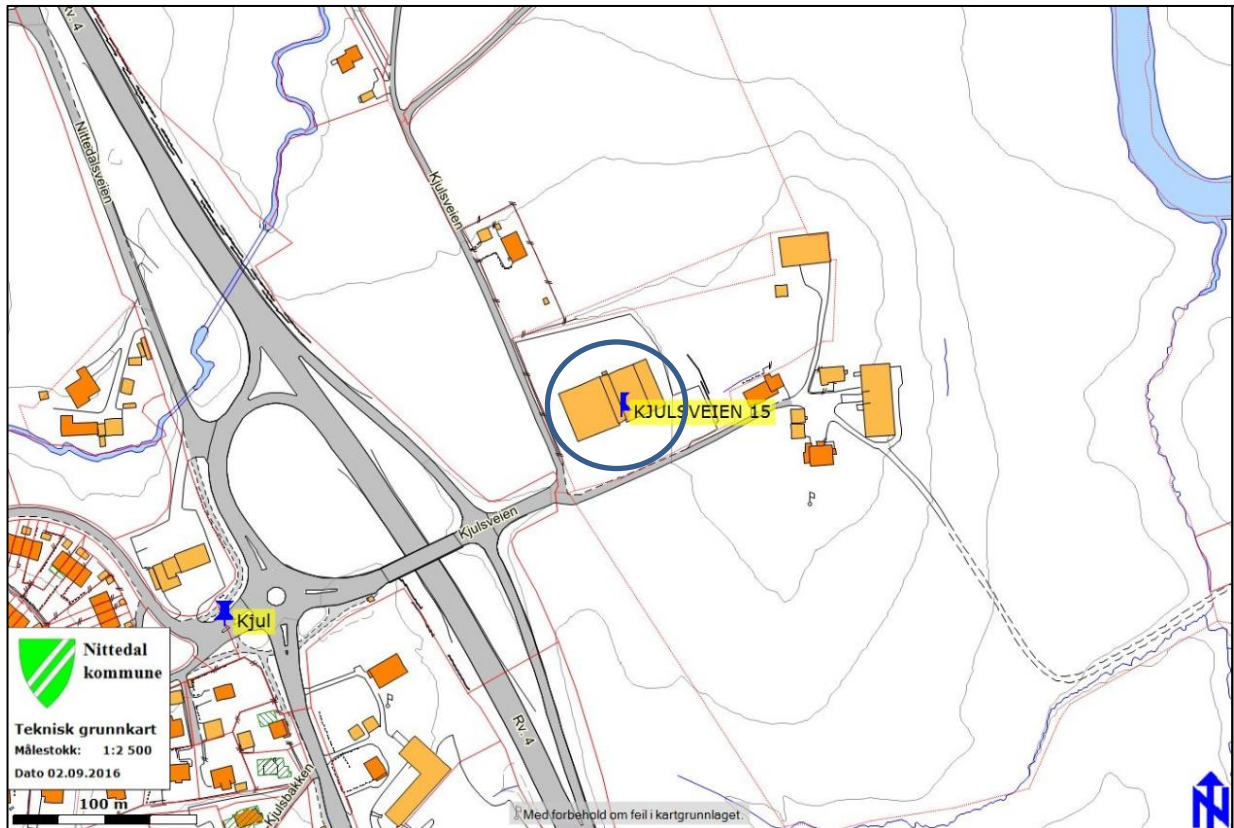 Rv. 4
Nittedalsveien
Kjulsveien
KJULSVEIEN 15
Kjulsveien
Kjul
Rv. 4
Kjulsbakken
Nittedal
kommune
Teknisk grunnkart
Målestokk: 1:2 500
Dato 02.09.2016
100 m
Med forbehold om feil i kartgrunnlaget.
N